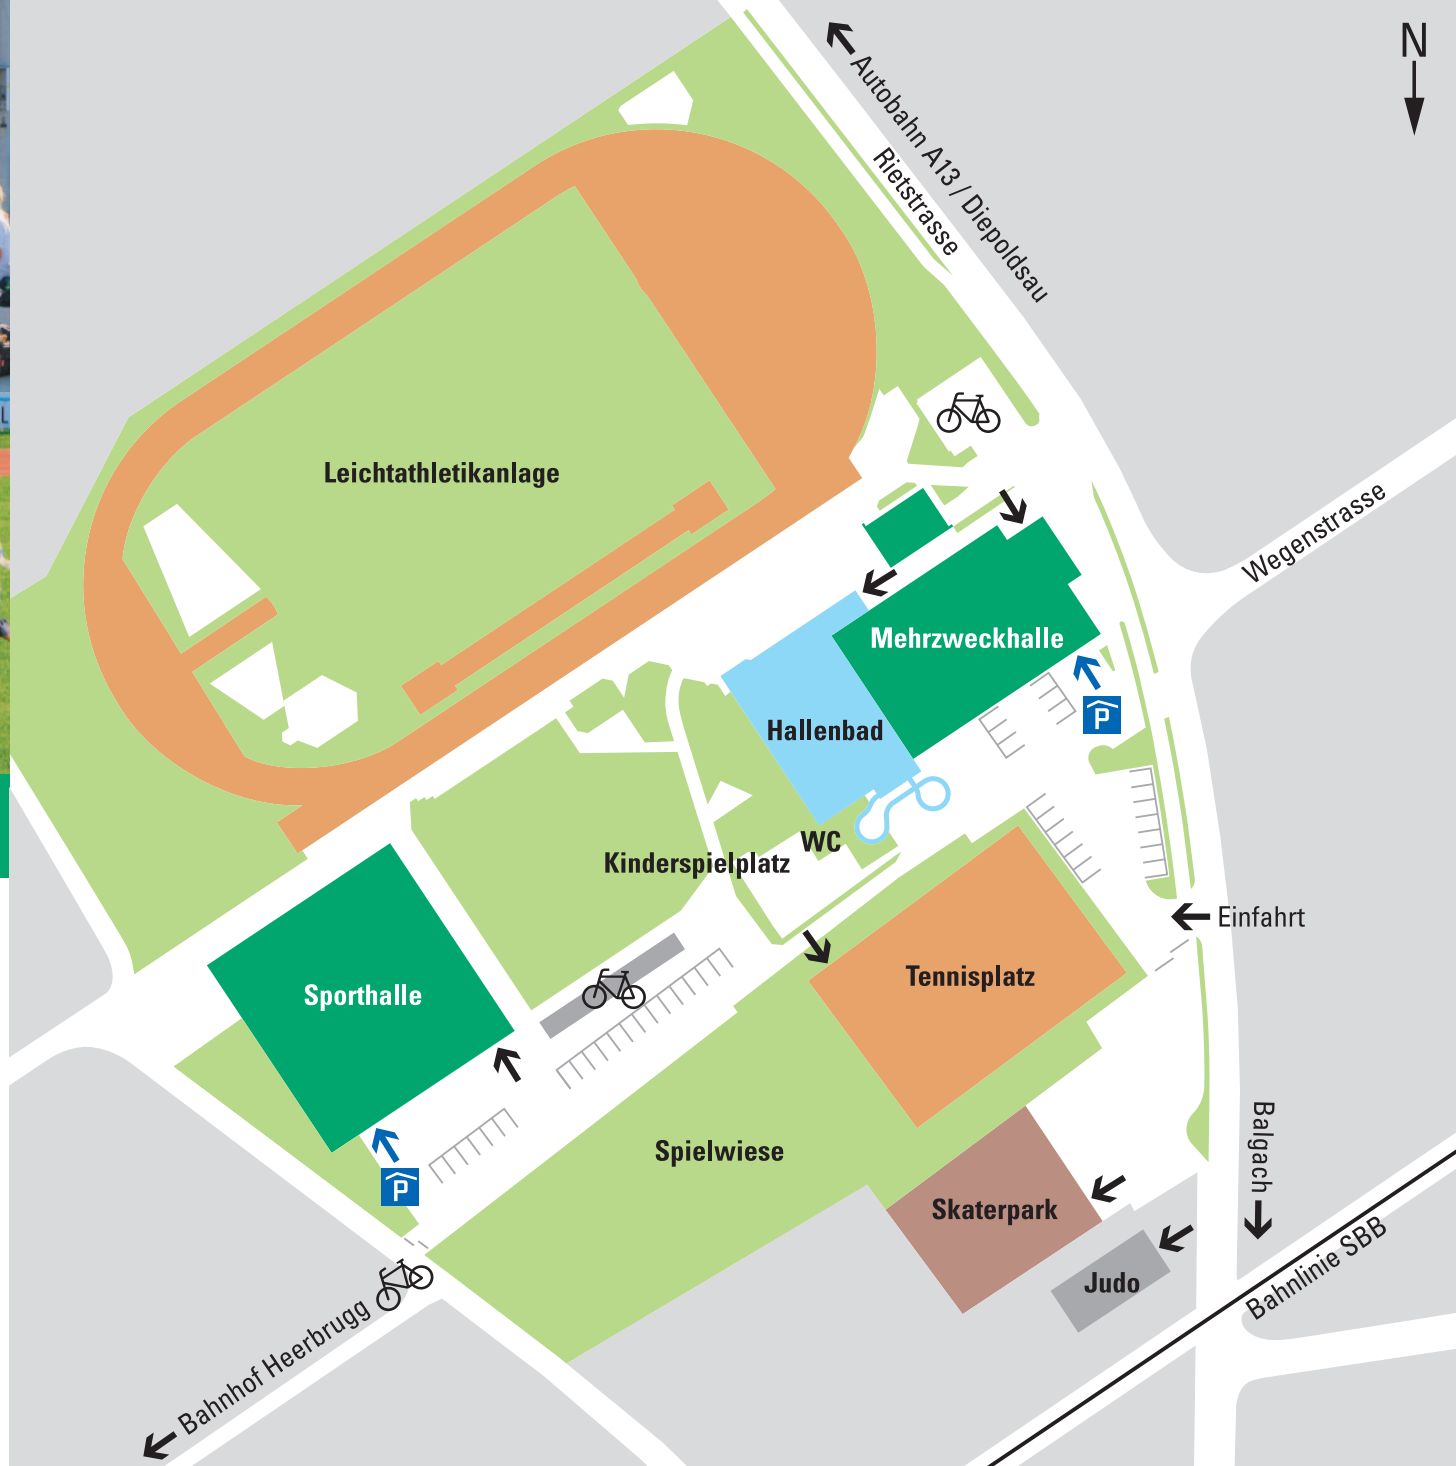 N
Autobahn A13 / Diepoldsau
Rietstrasse
Wegenstrasse
Leichtathletikanlage
Mehrzweckhalle
P
Hallenbad
WC
Kinderspielplatz
Einfahrt
Tennisplatz
Sporthalle
Spielwiese
P
Skaterpark
Balgach
Judo
Bahnlinie SBB
Bahnhof Heerbrugg
L